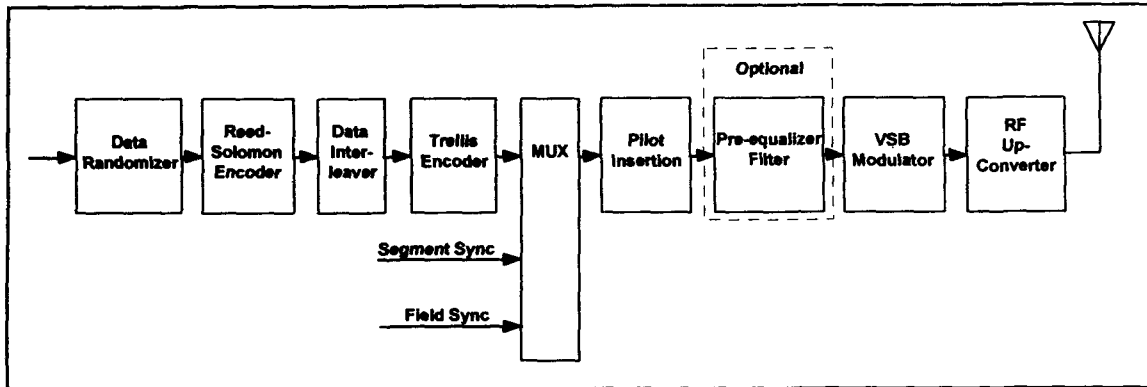 Optional
Data
Randomizer
Reed-
Solomon
Encoder
Data
Inter-
leaver
Trellis
Encoder
MUX
Pilot
Insertion
Pre-equalizer
Filter
VSB
Modulator
RF
Up-
Converter
Segment Sync
Field Sync